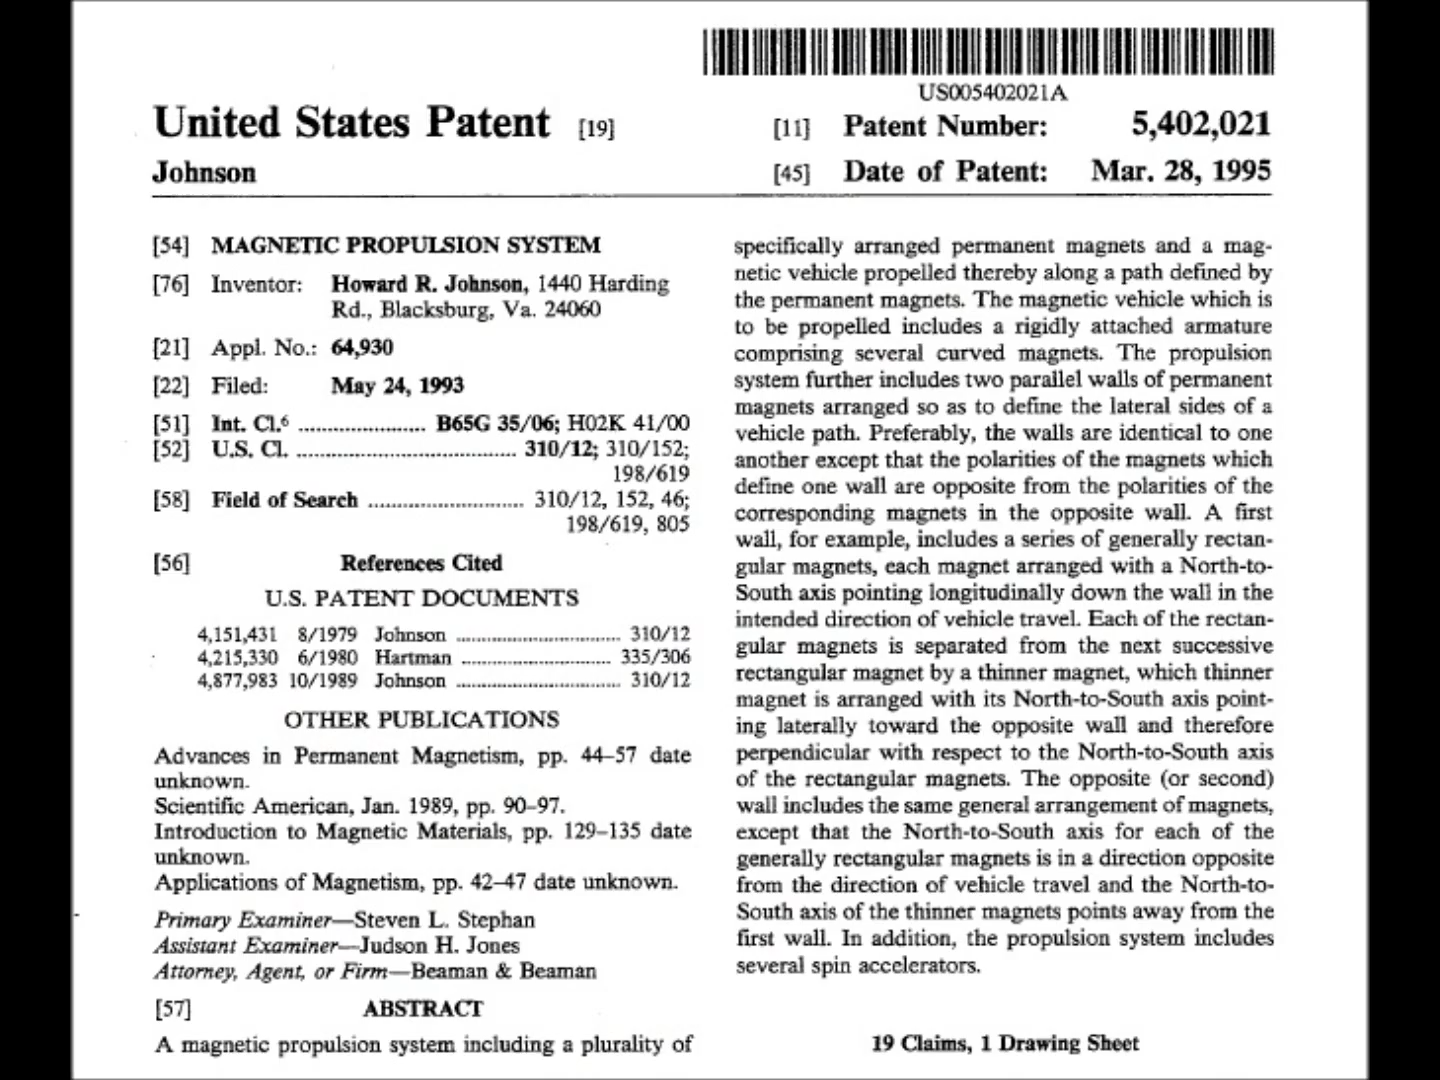 US005402021A
United States Patent [19]
[11] Patent Number: 5,402,021
Johnson
[45] Date of Patent: Mar. 28, 1995
[54] MAGNETIC PROPULSION SYSTEM
[76] Inventor: Howard R. Johnson, 1440 Harding
Rd., Blacksburg, Va. 24060
[21] Appl. No.: 64,930
[22] Filed: May 24, 1993
[51] Int. Cl.⁶ ........................ B65G 35/06; H02K 41/00
[52] U.S. Cl. ........................................ 310/12; 310/152;
198/619
[58] Field of Search ............................ 310/12, 152, 46;
198/619, 805
[56] References Cited
U.S. PATENT DOCUMENTS
4,151,431 8/1979 Johnson ..................................... 310/12
4,215,330 6/1980 Hartman ................................. 335/306
4,877,983 10/1989 Johnson ..................................... 310/12
OTHER PUBLICATIONS
Advances in Permanent Magnetism, pp. 44–57 date
unknown.
Scientific American, Jan. 1989, pp. 90–97.
Introduction to Magnetic Materials, pp. 129–135 date
unknown.
Applications of Magnetism, pp. 42–47 date unknown.
Primary Examiner—Steven L. Stephan
Assistant Examiner—Judson H. Jones
Attorney, Agent, or Firm—Beaman & Beaman
[57] ABSTRACT
A magnetic propulsion system including a plurality of
specifically arranged permanent magnets and a mag-
netic vehicle propelled thereby along a path defined by
the permanent magnets. The magnetic vehicle which is
to be propelled includes a rigidly attached armature
comprising several curved magnets. The propulsion
system further includes two parallel walls of permanent
magnets arranged so as to define the lateral sides of a
vehicle path. Preferably, the walls are identical to one
another except that the polarities of the magnets which
define one wall are opposite from the polarities of the
corresponding magnets in the opposite wall. A first
wall, for example, includes a series of generally rectan-
gular magnets, each magnet arranged with a North-to-
South axis pointing longitudinally down the wall in the
intended direction of vehicle travel. Each of the rectan-
gular magnets is separated from the next successive
rectangular magnet by a thinner magnet, which thinner
magnet is arranged with its North-to-South axis point-
ing laterally toward the opposite wall and therefore
perpendicular with respect to the North-to-South axis
of the rectangular magnets. The opposite (or second)
wall includes the same general arrangement of magnets,
except that the North-to-South axis for each of the
generally rectangular magnets is in a direction opposite
from the direction of vehicle travel and the North-to-
South axis of the thinner magnets points away from the
first wall. In addition, the propulsion system includes
several spin accelerators.
19 Claims, 1 Drawing Sheet